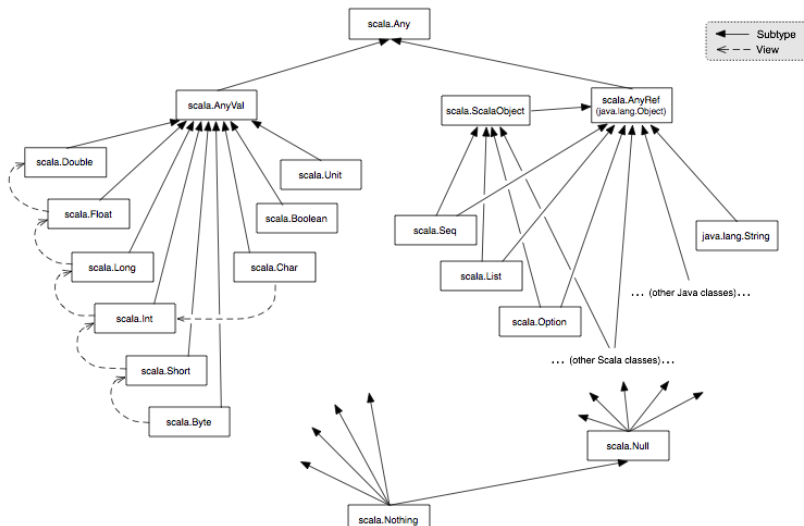 scala.Any
Subtype
View
scala.AnyVal
scala.ScalaObject
scala.AnyRef
(java.lang.Object)
scala.Double
scala.Unit
scala.Float
scala.Boolean
scala.Seq
java.lang.String
scala.Long
scala.Char
scala.List
... (other Java classes)...
scala.Int
scala.Option
... (other Scala classes)...
scala.Short
scala.Byte
scala.Null
scala.Nothing